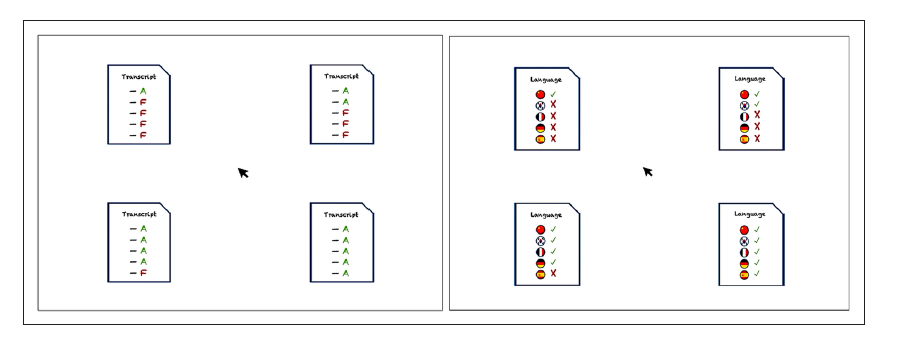 Transcript
– A
– F
– F
– F
– F
Transcript
– A
– A
– F
– F
– F
Language
✓
X
X
X
X
Language
✓
✓
X
X
X
Transcript
– A
– A
– A
– A
– F
Transcript
– A
– A
– A
– A
– A
Language
✓
✓
✓
✓
X
Language
✓
✓
✓
✓
✓